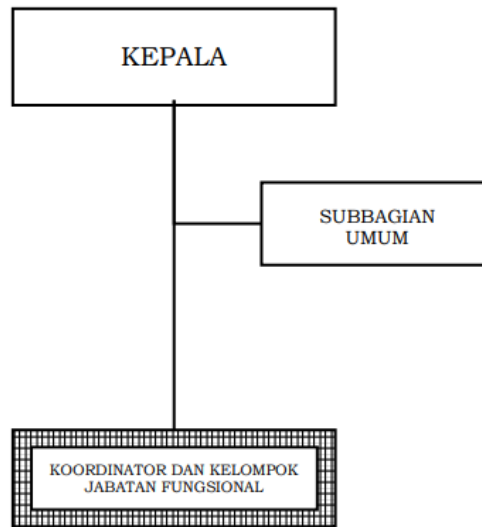 KEPALA
SUBBAGIAN
UMUM
KOORDINATOR DAN KELOMPOK
JABATAN FUNGSIONAL